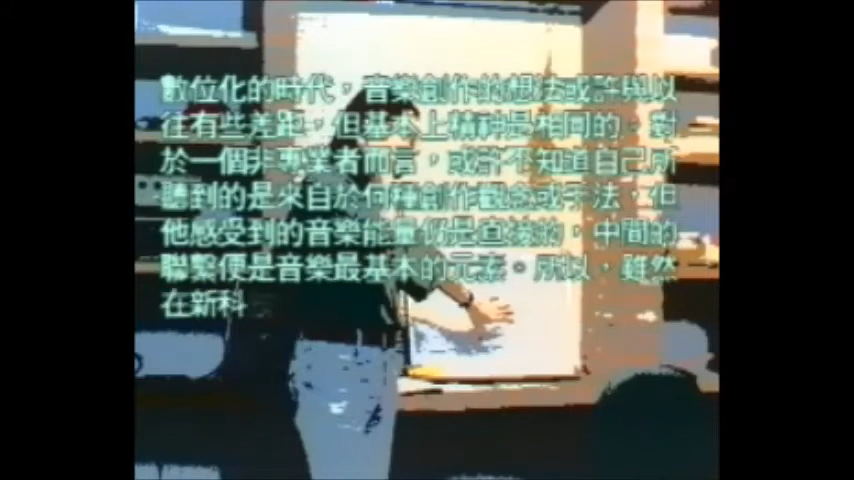 數位化的時代，音樂創作的想法或許與以
往有些差距，但基本上精神是相同的。對
於一個非專業者而言，或許不知道自己所
聽到的是來自於何種創作觀念或手法，但
他感受到的音樂能量仍是直接的，中間的
聯繫便是音樂最基本的元素。所以，雖然
在新科